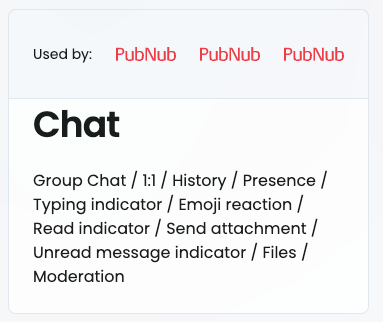 Used by: PubNub PubNub PubNub
Chat
Group Chat / 1:1 / History / Presence /
Typing indicator / Emoji reaction /
Read indicator / Send attachment /
Unread message indicator / Files /
Moderation